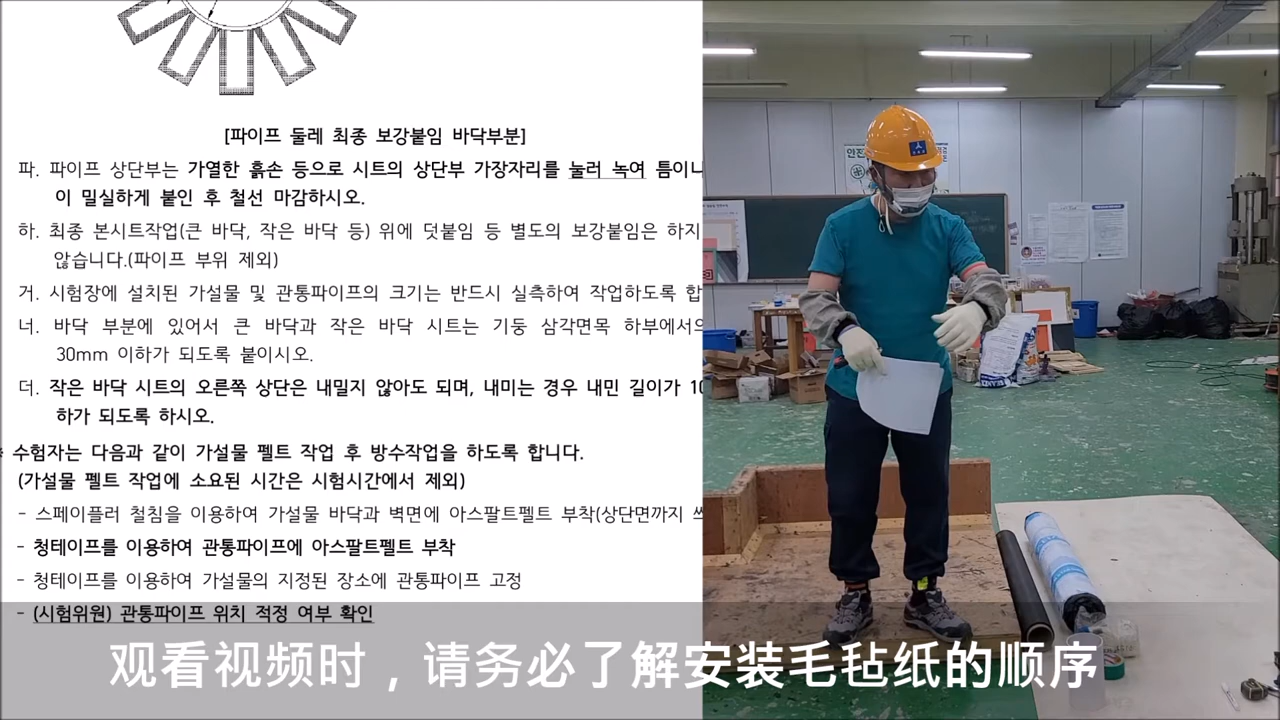 [파이프 둘레 최종 보강붙임 바닥부분]
파. 파이프 상단부는 가열한 흙손 등으로 시트의 상단부 가장자리를 눌러 녹여 틈이
이 밀실하게 붙인 후 철선 마감하시오.
하. 최종 본시트작업(큰 바닥, 작은 바닥 등) 위에 덧붙임 등 별도의 보강붙임은 하지
않습니다.(파이프 부위 제외)
거. 시험장에 설치된 가설물 및 관통파이프의 크기는 반드시 실측하여 작업하도록 합
너. 바닥 부분에 있어서 큰 바닥과 작은 바닥 시트는 기둥 삼각면목 하부에서
30mm 이하가 되도록 붙이시오.
더. 작은 바닥 시트의 오른쪽 상단은 내밀지 않아도 되며, 내미는 경우 내민 길이가 10
하가 되도록 하시오.
수험자는 다음과 같이 가설물 펠트 작업 후 방수작업을 하도록 합니다.
(가설물 펠트 작업에 소요된 시간은 시험시간에서 제외)
- 스페이플러 철침을 이용하여 가설물 바닥과 벽면에 아스팔트펠트 부착(상단면까지
- 청테이프를 이용하여 관통파이프에 아스팔트펠트 부착
- 청테이프를 이용하여 가설물의 지정된 장소에 관통파이프 고정
- (시험위원) 관통파이프 위치 적정 여부 확인
안전
观看视频时，请务必了解安装毛毡纸的顺序